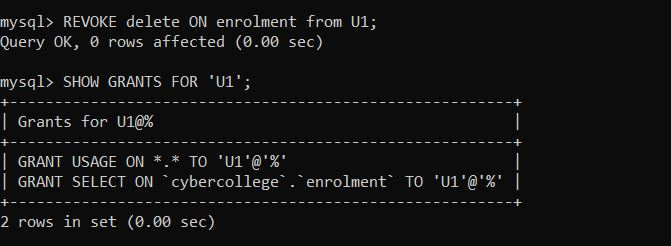 mysql> REVOKE delete ON enrolment from U1;
Query OK, 0 rows affected (0.00 sec)
mysql> SHOW GRANTS FOR 'U1';
+-------------------------------------------------------+
| Grants for U1@%                                       |
+-------------------------------------------------------+
| GRANT USAGE ON *.* TO 'U1'@'%'                        |
| GRANT SELECT ON `cybercollege`.`enrolment` TO 'U1'@'%' |
+-------------------------------------------------------+
2 rows in set (0.00 sec)